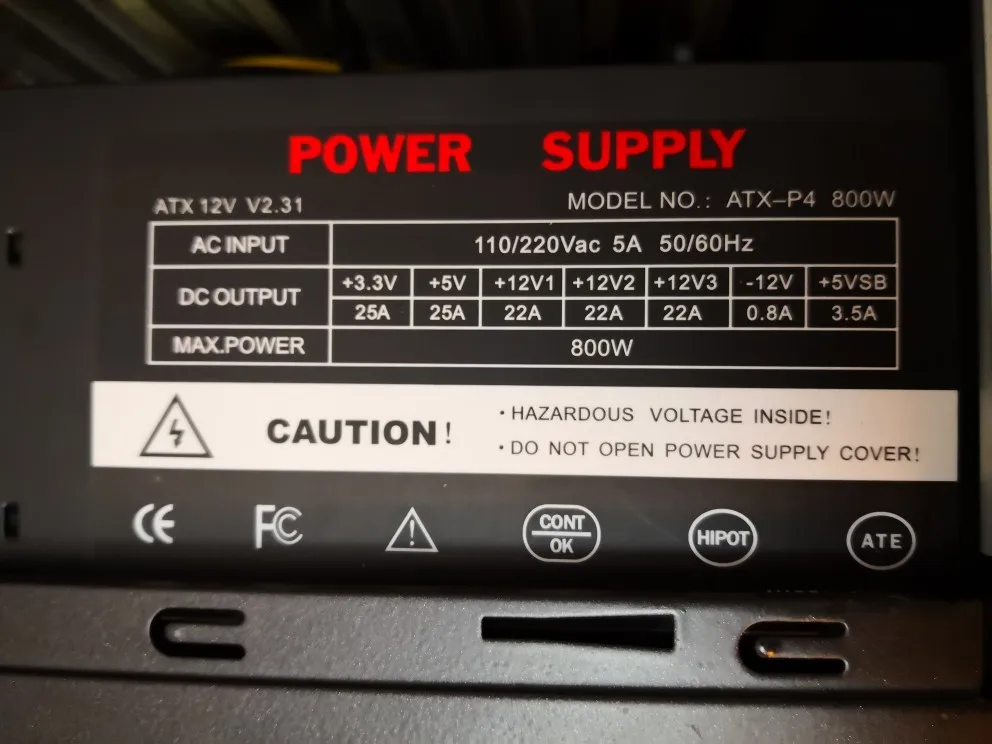 POWER SUPPLY
ATX 12V V2.31 MODEL NO.: ATX–P4 800W
AC INPUT 110/220Vac 5A 50/60Hz
DC OUTPUT +3.3V +5V +12V1 +12V2 +12V3 -12V +5VSB
25A 25A 22A 22A 22A 0.8A 3.5A
MAX.POWER 800W
CAUTION!
·HAZARDOUS VOLTAGE INSIDE!
·DO NOT OPEN POWER SUPPLY COVER!
CE FC ! CONT OK HIPOT ATE